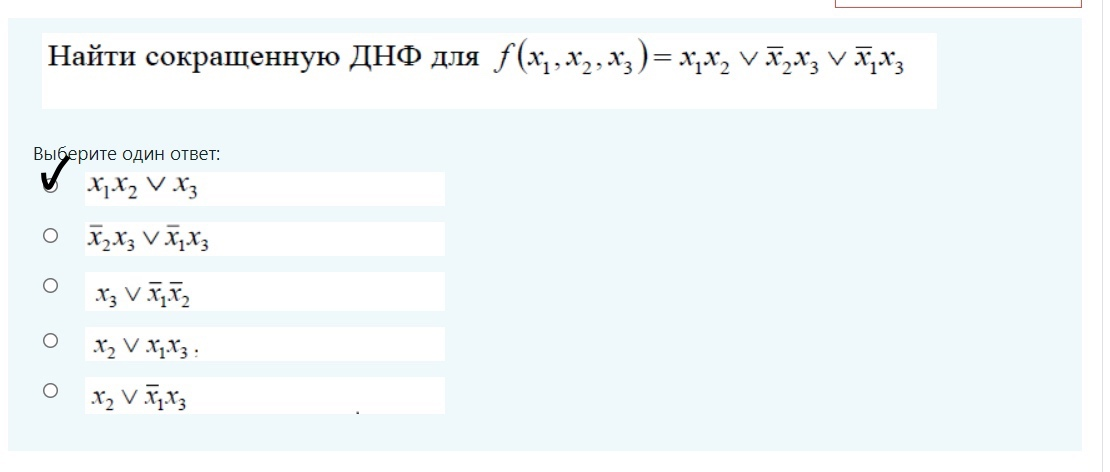 Найти сокращенную ДНФ для f(x₁, x₂, x₃) = x₁x₂ ∨ x̅₂x₃ ∨ x̅₁x₃
Выберите один ответ:
x₁x₂ ∨ x₃
x̅₂x₃ ∨ x̅₁x₃
x₃ ∨ x̅₁x̅₂
x₂ ∨ x₁x₃ :
x₂ ∨ x̅₁x₃